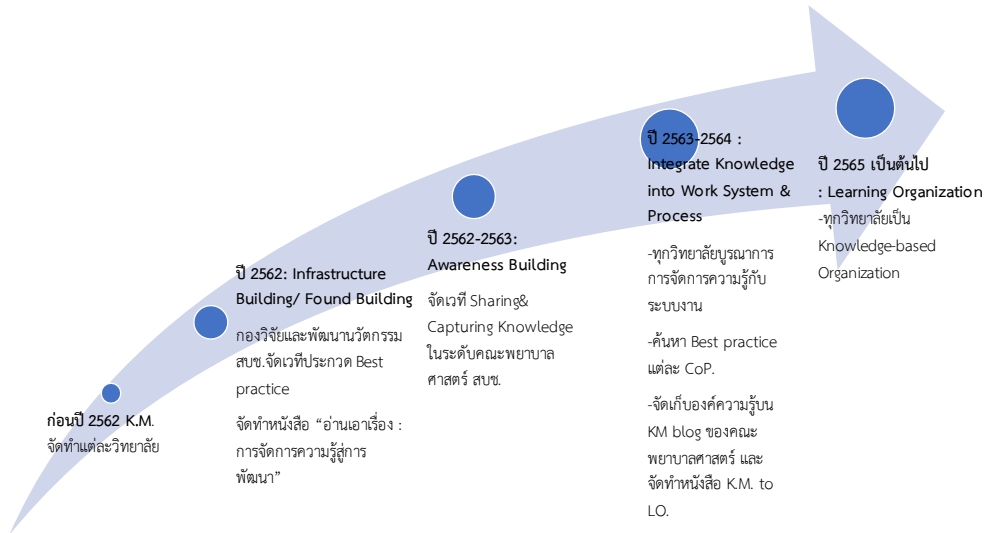 ก่อนปี 2562 K.M.
จัดทำแต่ละวิทยาลัย
ปี 2562: Infrastructure
Building/ Found Building
กองวิจัยและพัฒนานวัตกรรม
สบช.จัดเวทีประกวด Best
practice
จัดทำหนังสือ “อ่านเอาเรื่อง :
การจัดการความรู้สู่การ
พัฒนา”
ปี 2562-2563:
Awareness Building
จัดเวที Sharing&
Capturing Knowledge
ในระดับคณะพยาบาล
ศาสตร์ สบช.
ปี 2563-2564 :
Integrate Knowledge
into Work System &
Process
-ทุกวิทยาลัยบูรณาการ
การจัดการความรู้กับ
ระบบงาน
-ค้นหา Best practice
แต่ละ CoP.
-จัดเก็บองค์ความรู้บน
KM blog ของคณะ
พยาบาลศาสตร์ และ
จัดทำหนังสือ K.M. to
LO.
ปี 2565 เป็นต้นไป
: Learning Organization
-ทุกวิทยาลัยเป็น
Knowledge-based
Organization